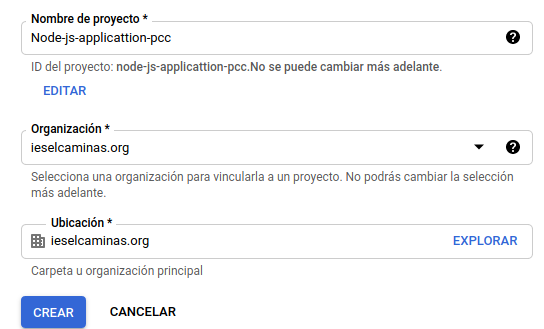 Nombre de proyecto *
Node-js-applicattion-pcc
ID del proyecto: node-js-applicattion-pcc.No se puede cambiar más adelante.
EDITAR
Organización *
ieselcaminas.org
Selecciona una organización para vincularla a un proyecto. No podrás cambiar la selección
más adelante.
Ubicación *
ieselcaminas.org
EXPLORAR
Carpeta u organización principal
CREAR
CANCELAR